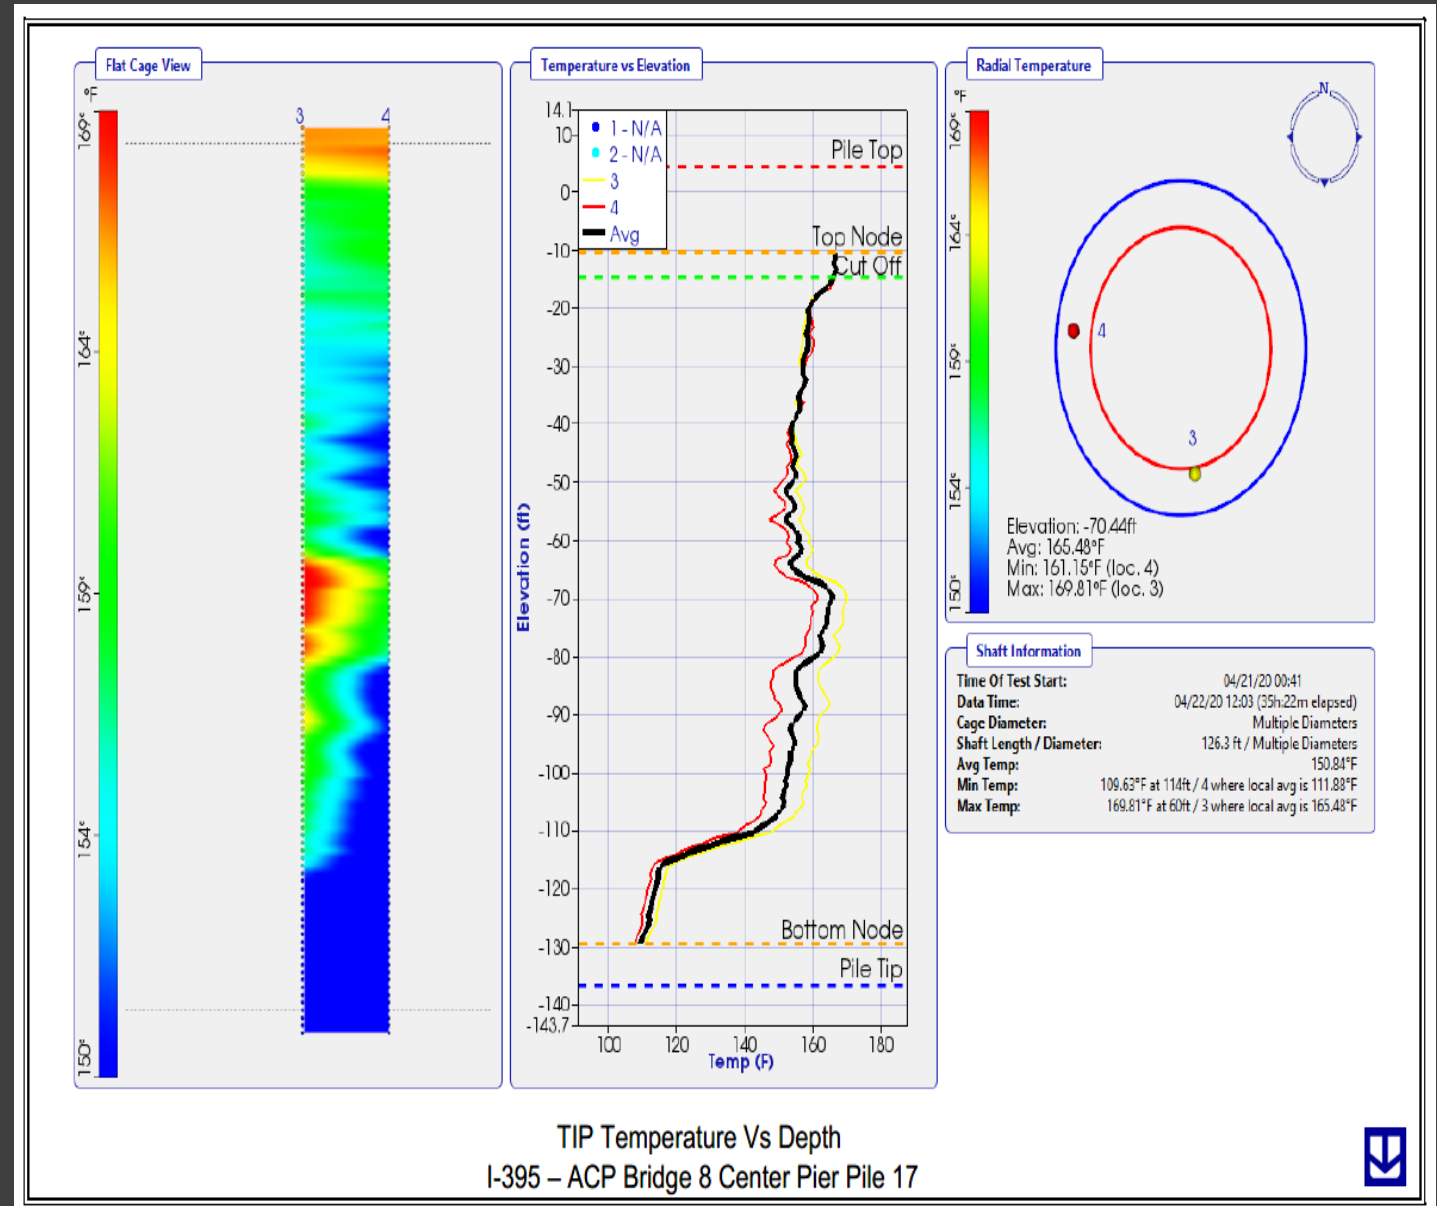 Flat Cage View
°F
169°
164°
159°
154°
150°
3 4
Temperature vs Elevation
14.1
10
0
-10
-20
-30
-40
-50
-60
-70
-80
-90
-100
-110
-120
-130
-140
-143.7
Elevation (ft)
1 - N/A
2 - N/A
3
4
Avg
Pile Top
Top Node
Cut Off
Bottom Node
Pile Tip
100 120 140 160 180
Temp (F)
Radial Temperature
°F
169°
164°
159°
154°
150°
N
4
3
Elevation: -70.44ft
Avg: 165.48°F
Min: 161.15°F (loc. 4)
Max: 169.81°F (loc. 3)
Shaft Information
Time Of Test Start: 04/21/20 00:41
Data Time: 04/22/20 12:03 (35h:22m elapsed)
Cage Diameter: Multiple Diameters
Shaft Length / Diameter: 126.3 ft / Multiple Diameters
Avg Temp: 150.84°F
Min Temp: 109.63°F at 114ft / 4 where local avg is 111.88°F
Max Temp: 169.81°F at 60ft / 3 where local avg is 165.48°F
TIP Temperature Vs Depth
I-395 – ACP Bridge 8 Center Pier Pile 17